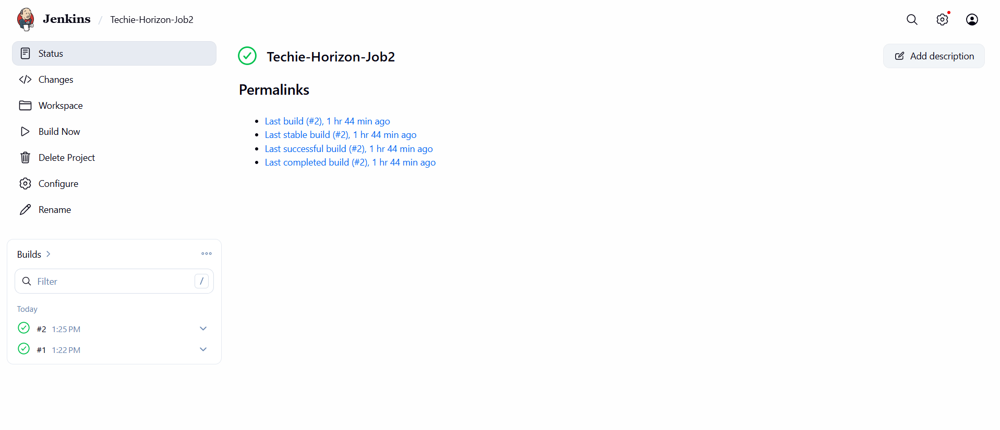 Jenkins / Techie-Horizon-Job2
Status
Changes
Workspace
Build Now
Delete Project
Configure
Rename
Builds
Filter /
Today
#2 1:25 PM
#1 1:22 PM
Techie-Horizon-Job2
Add description
Permalinks
Last build (#2), 1 hr 44 min ago
Last stable build (#2), 1 hr 44 min ago
Last successful build (#2), 1 hr 44 min ago
Last completed build (#2), 1 hr 44 min ago